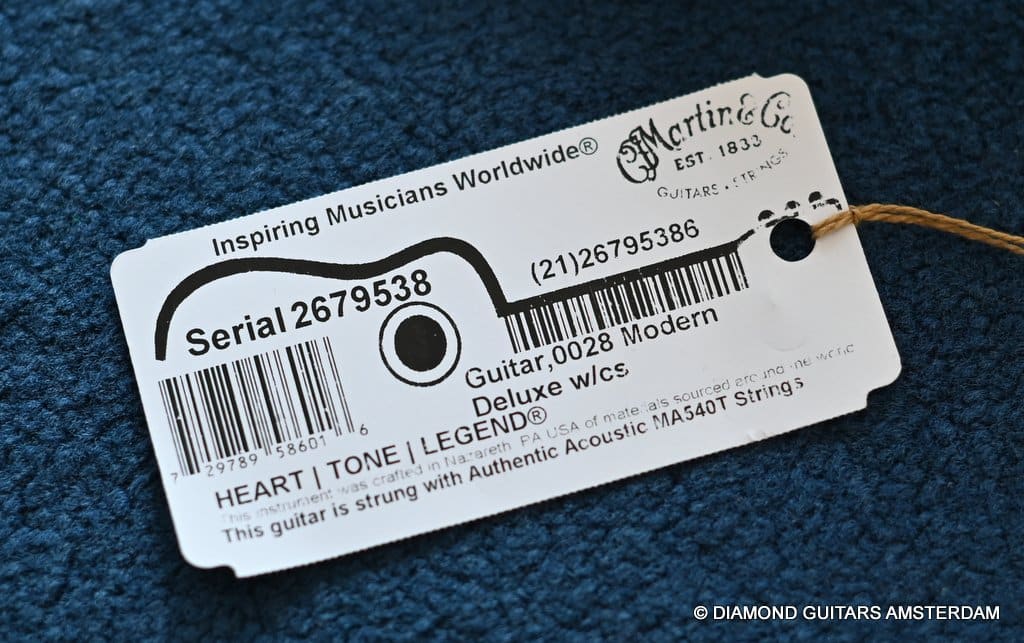 Martin & Co
EST. 1833
GUITARS • STRINGS
Inspiring Musicians Worldwide®
(21)26795386
Serial 2679538
Guitar,0028 Modern
Deluxe w/cs
7 29789 58601 6
HEART | TONE | LEGEND®
This instrument was crafted in Nazareth, PA USA of materials sourced around the world
This guitar is strung with Authentic Acoustic MA540T Strings
© DIAMOND GUITARS AMSTERDAM